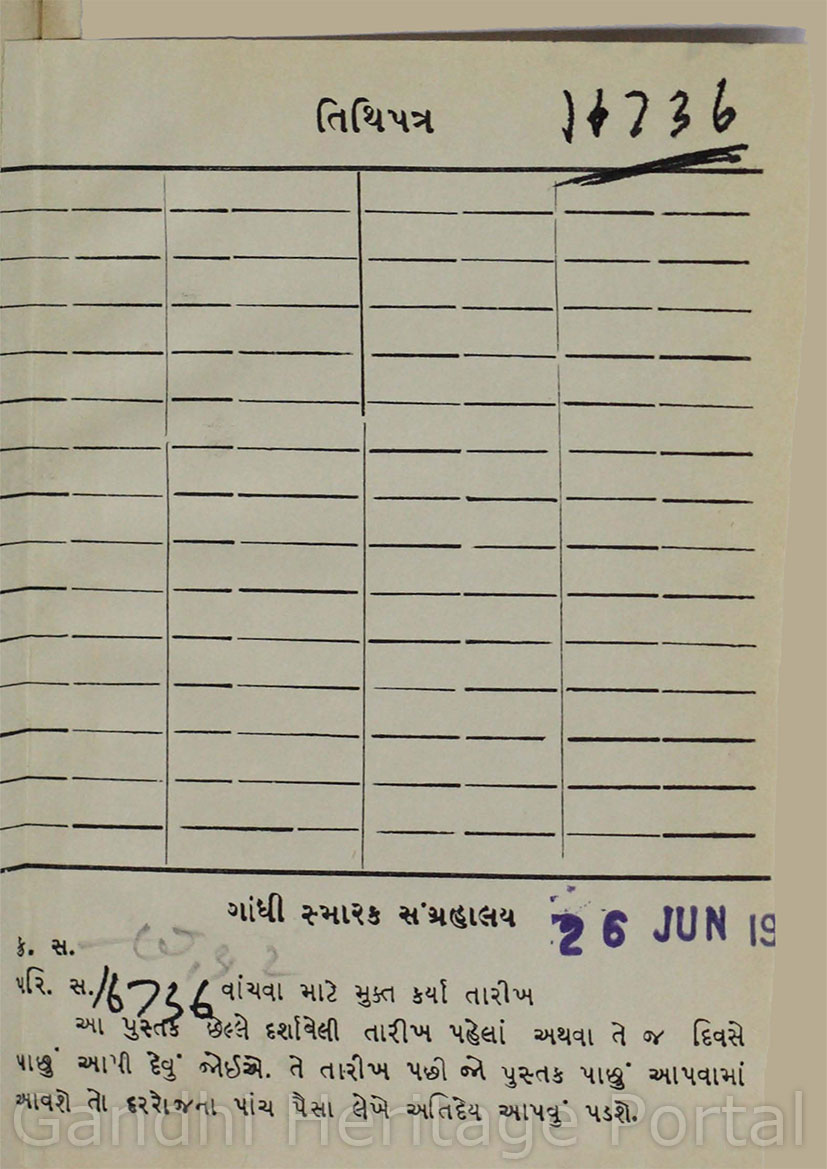 તિથિપત્ર 16736
ગાંધી સ્મારક સંગ્રહાલય 26 JUN 19
ક્ર. સ.
પરિ. સ. 16736 વાંચવા માટે મુક્ત કર્યા તારીખ
આ પુસ્તક છેલ્લે દર્શાવેલી તારીખ પહેલાં અથવા તે જ દિવસે
પાછું આપી દેવું જોઈએ. તે તારીખ પછી જો પુસ્તક પાછું આપવામાં
આવશે તો દરરોજના પાંચ પૈસા લેખે અતિદેય આપવું પડશે.
Gandhi Heritage Portal